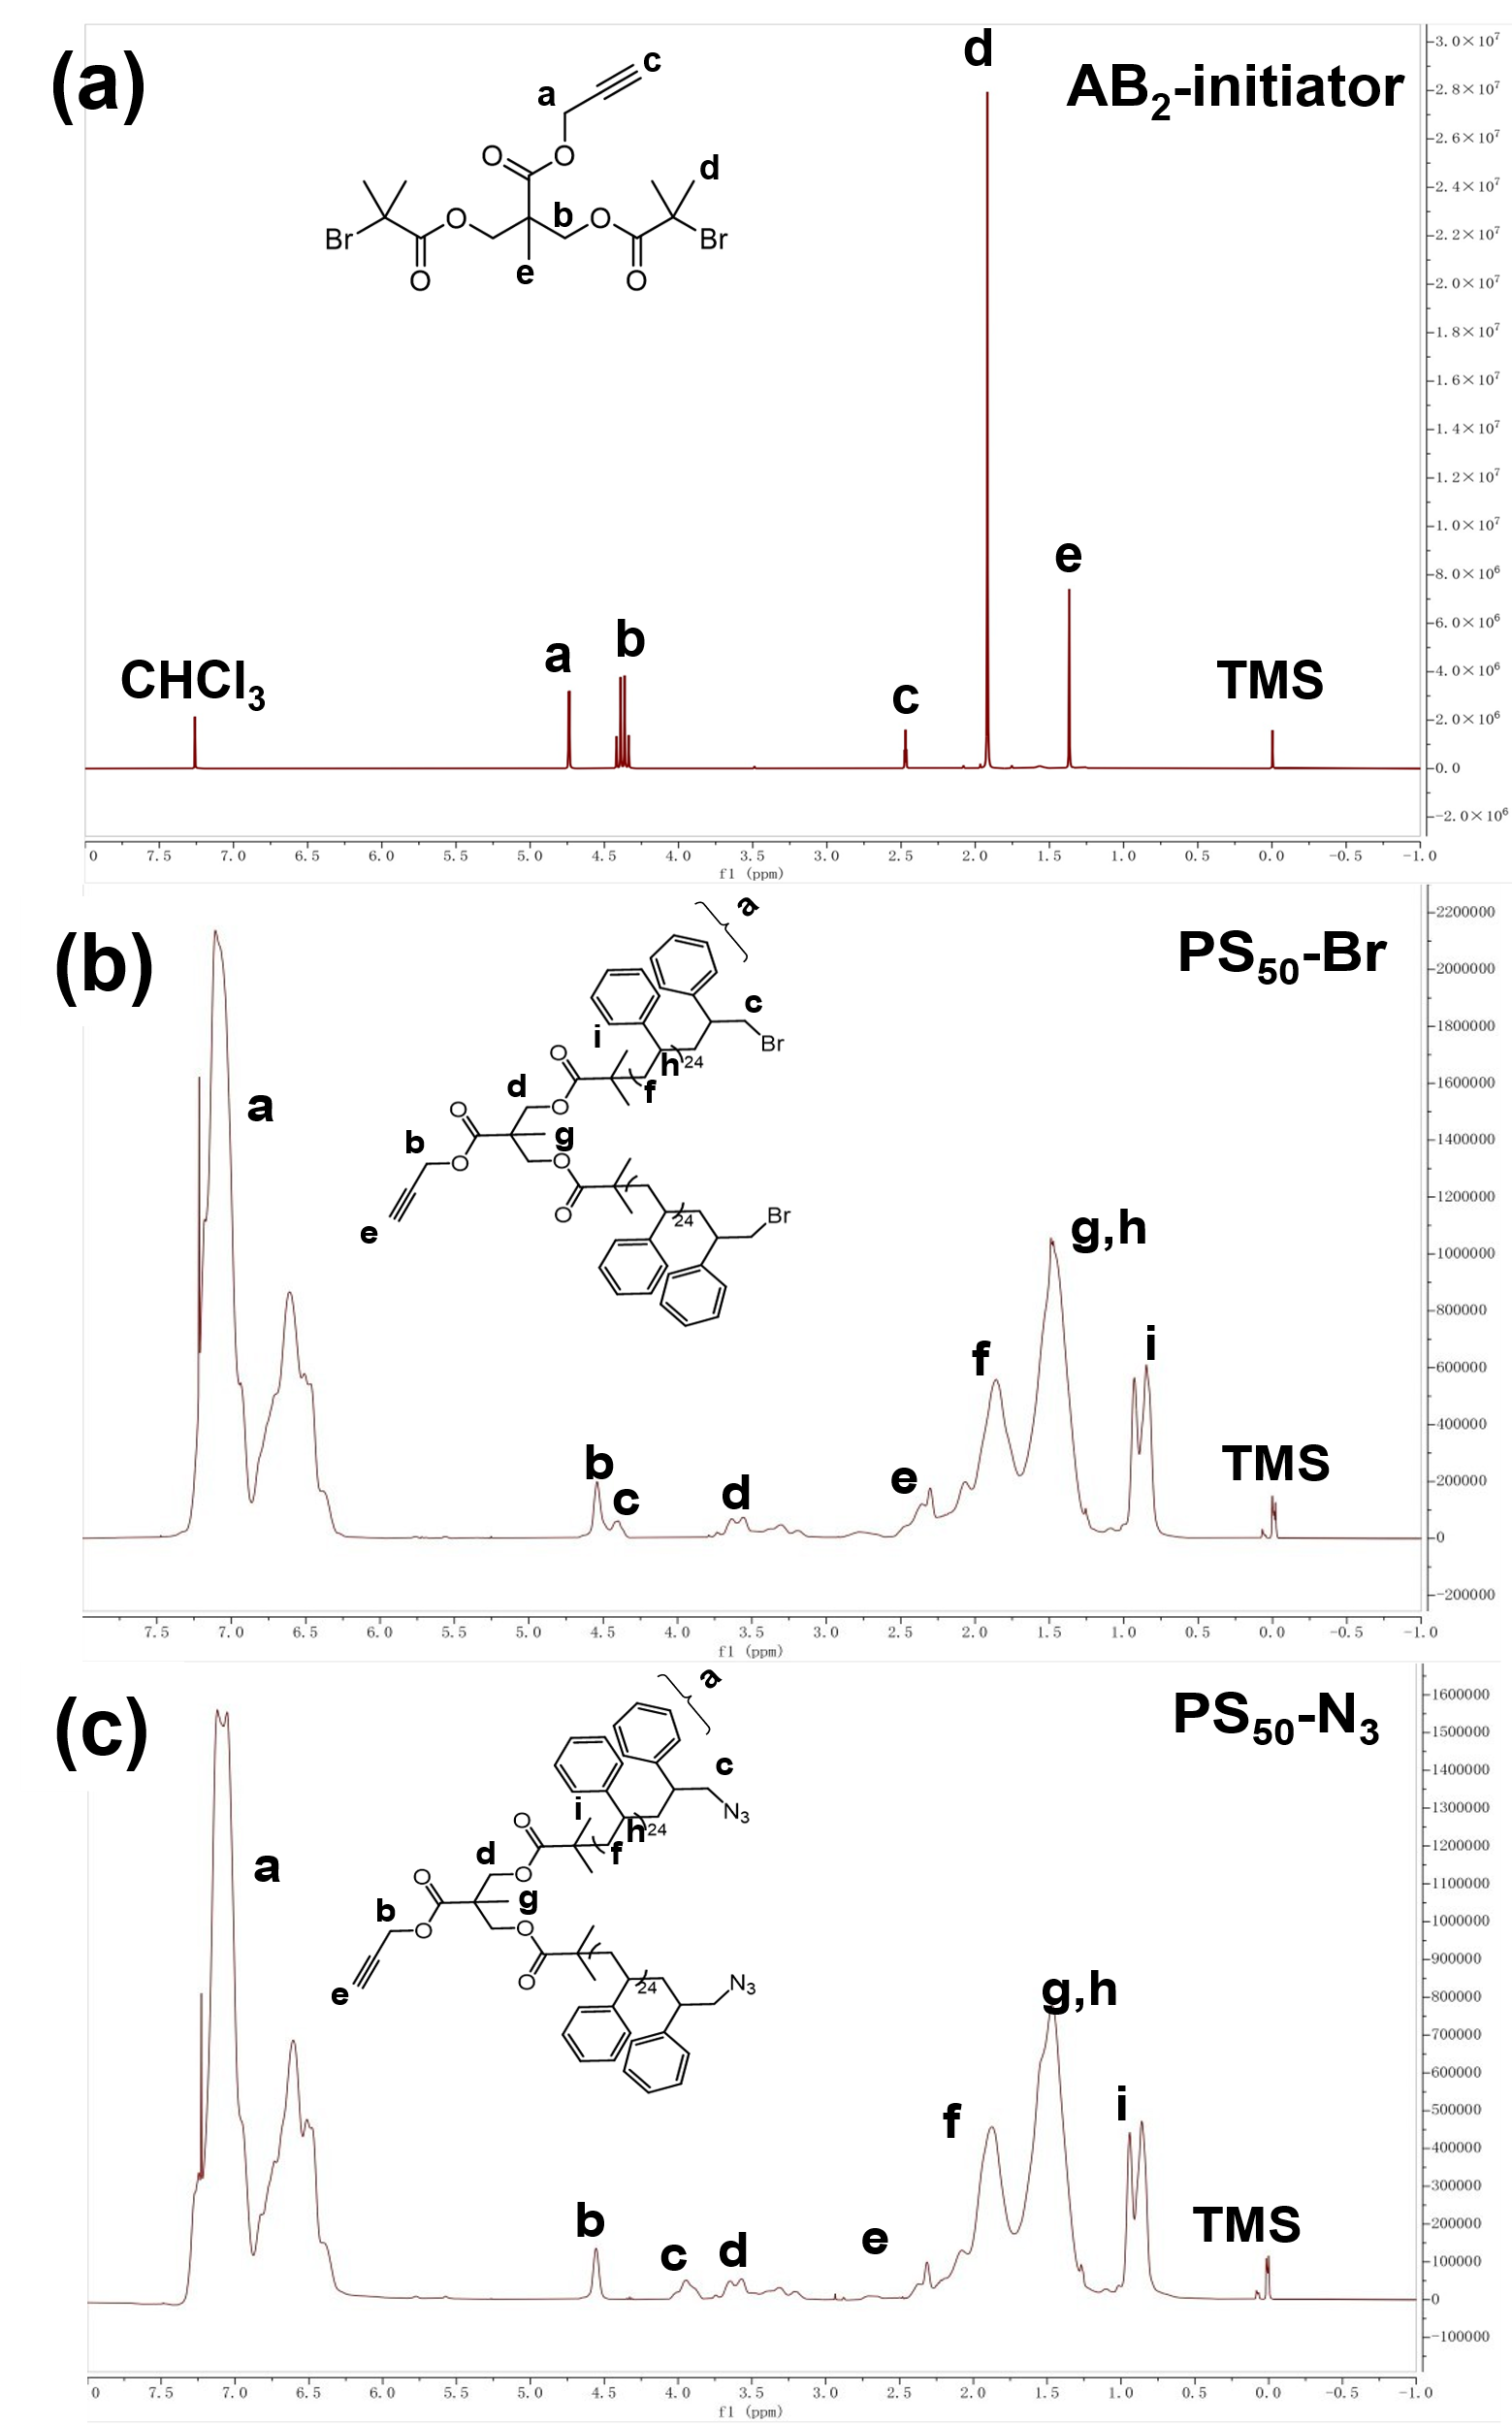 (a)
AB2-initiator
d
c
a
O
O
d
b
O
O
Br
Br
e
O
O
CHCl3
a
b
c
d
e
TMS
3.0×10^7
2.8×10^7
2.6×10^7
2.4×10^7
2.2×10^7
2.0×10^7
1.8×10^7
1.6×10^7
1.4×10^7
1.2×10^7
1.0×10^7
8.0×10^6
6.0×10^6
4.0×10^6
2.0×10^6
0.0
-2.0×10^6
0 7.5 7.0 6.5 6.0 5.5 5.0 4.5 4.0 3.5 3.0 2.5 2.0 1.5 1.0 0.5 0.0 -0.5 -1.0
f1 (ppm)
(b)
PS50-Br
a
c
i
Br
h 24
O
f
d
O
O
g
b
O
O
e
O
24
Br
a
b
c
d
e
f
g,h
i
TMS
2200000
2000000
1800000
1600000
1400000
1200000
1000000
800000
600000
400000
200000
0
-200000
7.5 7.0 6.5 6.0 5.5 5.0 4.5 4.0 3.5 3.0 2.5 2.0 1.5 1.0 0.5 0.0 -0.5 -1.0
f1 (ppm)
(c)
PS50-N3
a
c
i
N3
h 24
O
f
d
O
O
g
b
O
O
e
O
24
N3
a
b
c
d
e
f
g,h
i
TMS
1600000
1500000
1400000
1300000
1200000
1100000
1000000
900000
800000
700000
600000
500000
400000
300000
200000
100000
0
-100000
0 7.5 7.0 6.5 6.0 5.5 5.0 4.5 4.0 3.5 3.0 2.5 2.0 1.5 1.0 0.5 0.0 -0.5 -1.0
f1 (ppm)